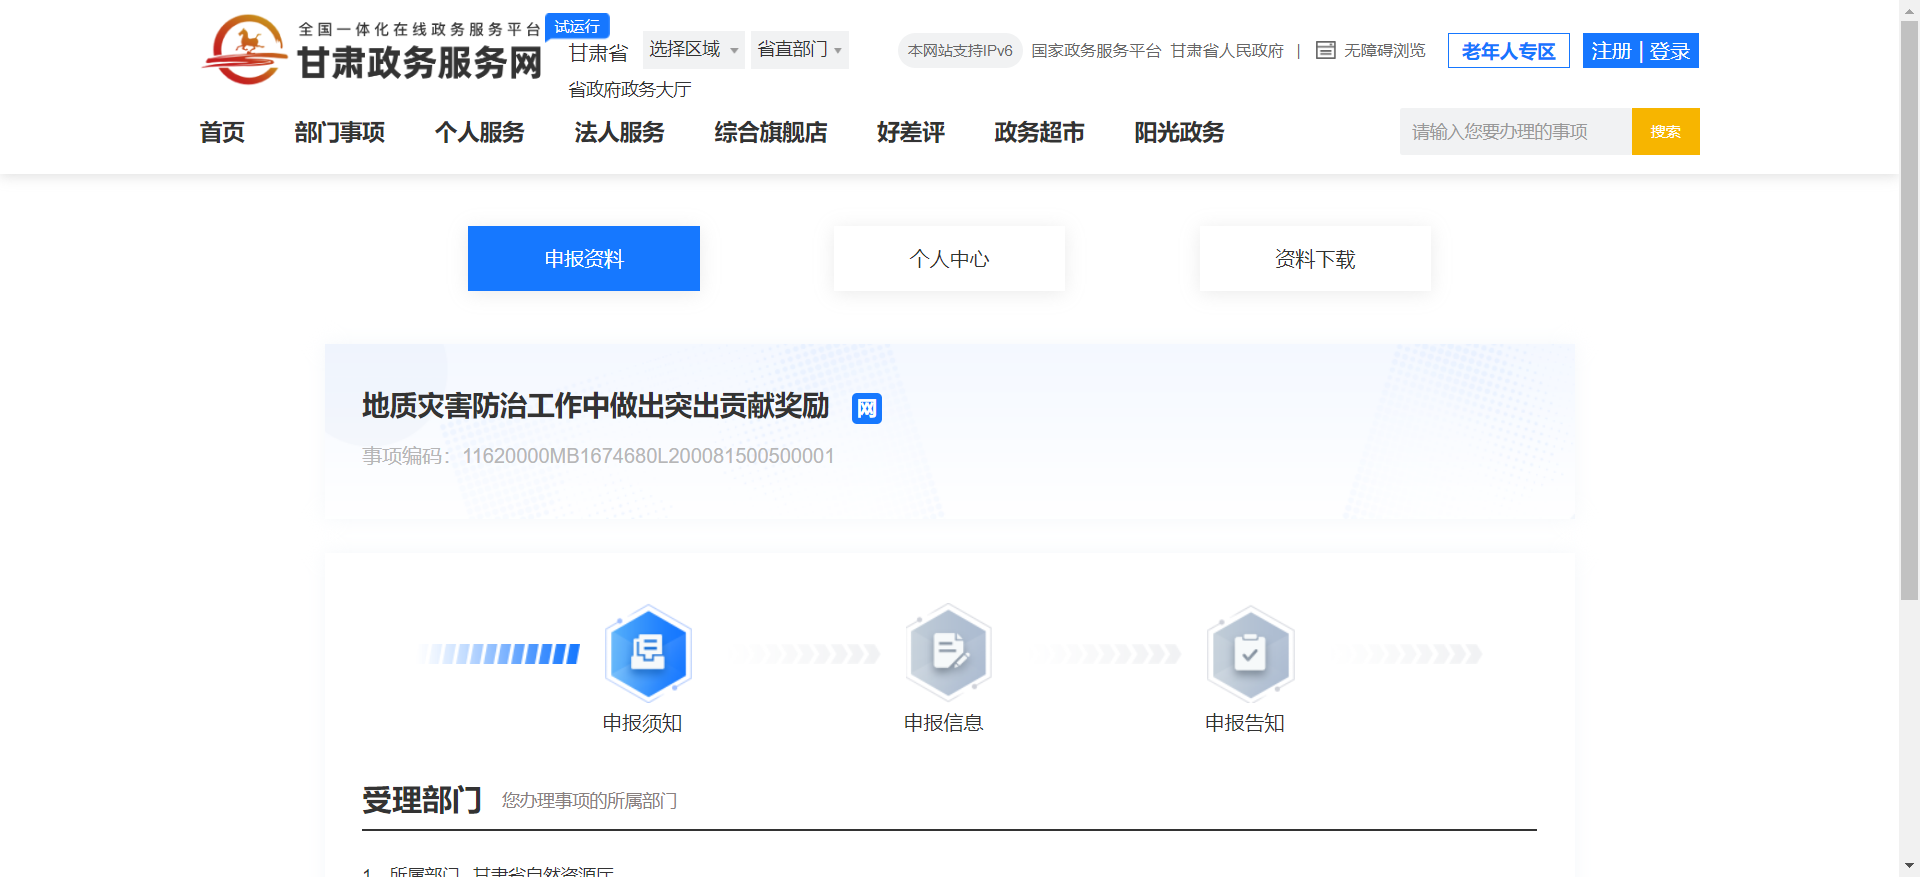 全国一体化在线政务服务平台 试运行
甘肃政务服务网
甘肃省 选择区域 省直部门
省政府政务大厅
本网站支持IPv6 国家政务服务平台 甘肃省人民政府 | 无障碍浏览 老年人专区 注册 | 登录
首页 部门事项 个人服务 法人服务 综合旗舰店 好差评 政务超市 阳光政务
请输入您要办理的事项 搜索
申报资料 个人中心 资料下载
地质灾害防治工作中做出突出贡献奖励 网
事项编码：11620000MB1674680L200081500500001
申报须知 申报信息 申报告知
受理部门 您办理事项的所属部门
1、所属部门 甘肃省自然资源厅